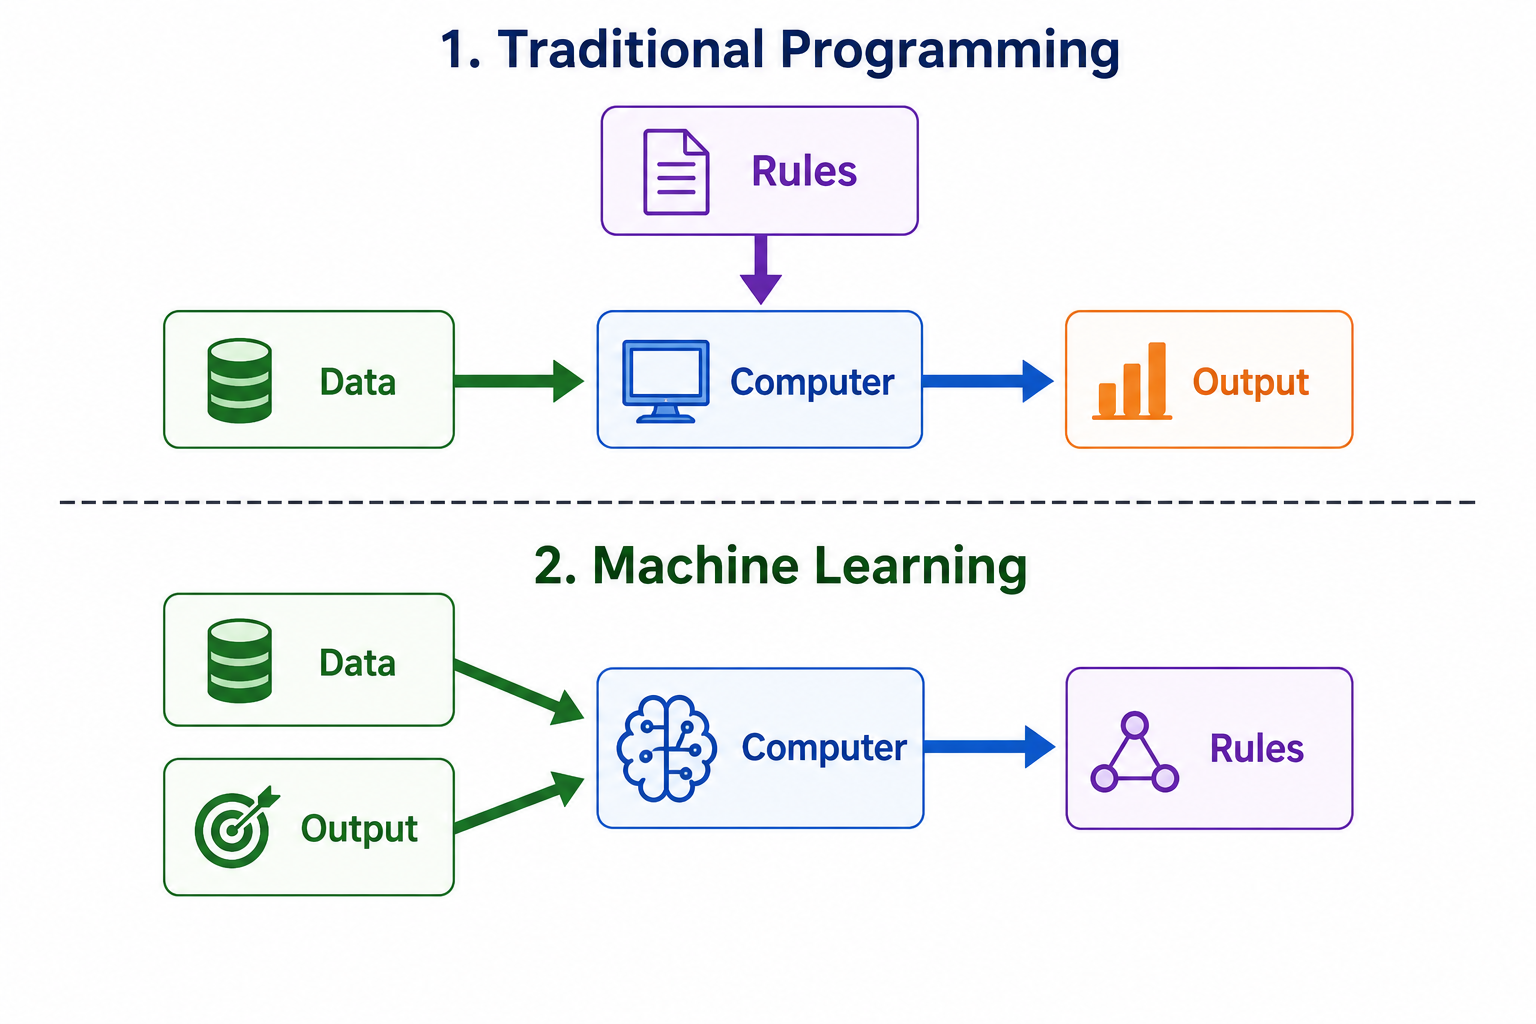 1. Traditional Programming
Rules
Data
Computer
Output
2. Machine Learning
Data
Computer
Rules
Output